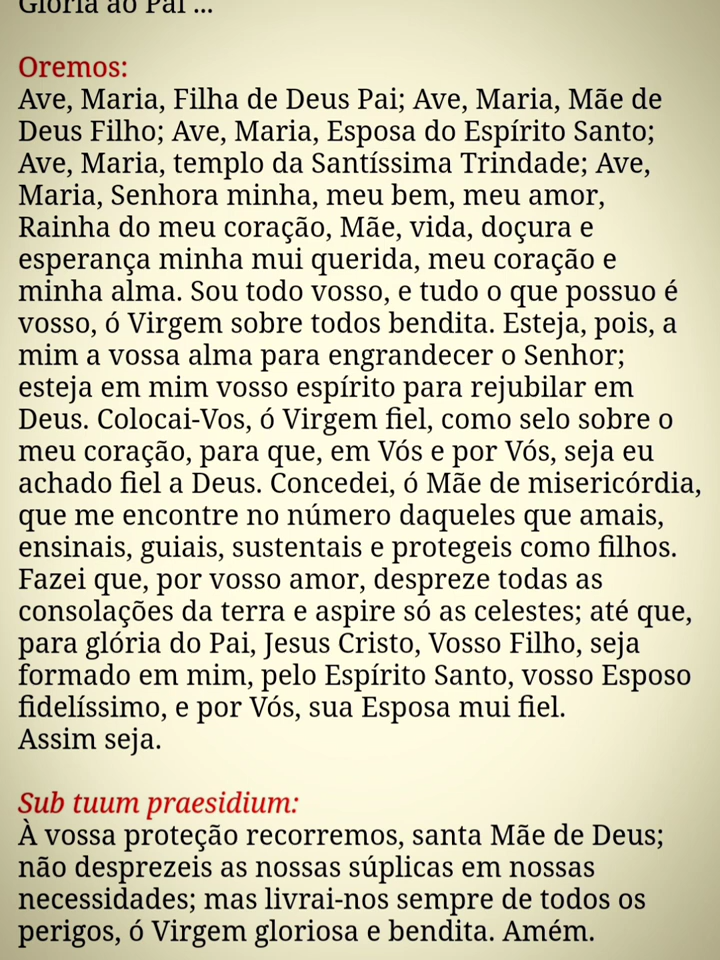 Glória ao Pai ...
Oremos:
Ave, Maria, Filha de Deus Pai; Ave, Maria, Mãe de
Deus Filho; Ave, Maria, Esposa do Espírito Santo;
Ave, Maria, templo da Santíssima Trindade; Ave,
Maria, Senhora minha, meu bem, meu amor,
Rainha do meu coração, Mãe, vida, doçura e
esperança minha mui querida, meu coração e
minha alma. Sou todo vosso, e tudo o que possuo é
vosso, ó Virgem sobre todos bendita. Esteja, pois, a
mim a vossa alma para engrandecer o Senhor;
esteja em mim vosso espírito para rejubilar em
Deus. Colocai-Vos, ó Virgem fiel, como selo sobre o
meu coração, para que, em Vós e por Vós, seja eu
achado fiel a Deus. Concedei, ó Mãe de misericórdia,
que me encontre no número daqueles que amais,
ensinais, guiais, sustentais e protegeis como filhos.
Fazei que, por vosso amor, despreze todas as
consolações da terra e aspire só as celestes; até que,
para glória do Pai, Jesus Cristo, Vosso Filho, seja
formado em mim, pelo Espírito Santo, vosso Esposo
fidelíssimo, e por Vós, sua Esposa mui fiel.
Assim seja.
Sub tuum praesidium:
À vossa proteção recorremos, santa Mãe de Deus;
não desprezeis as nossas súplicas em nossas
necessidades; mas livrai-nos sempre de todos os
perigos, ó Virgem gloriosa e bendita. Amém.